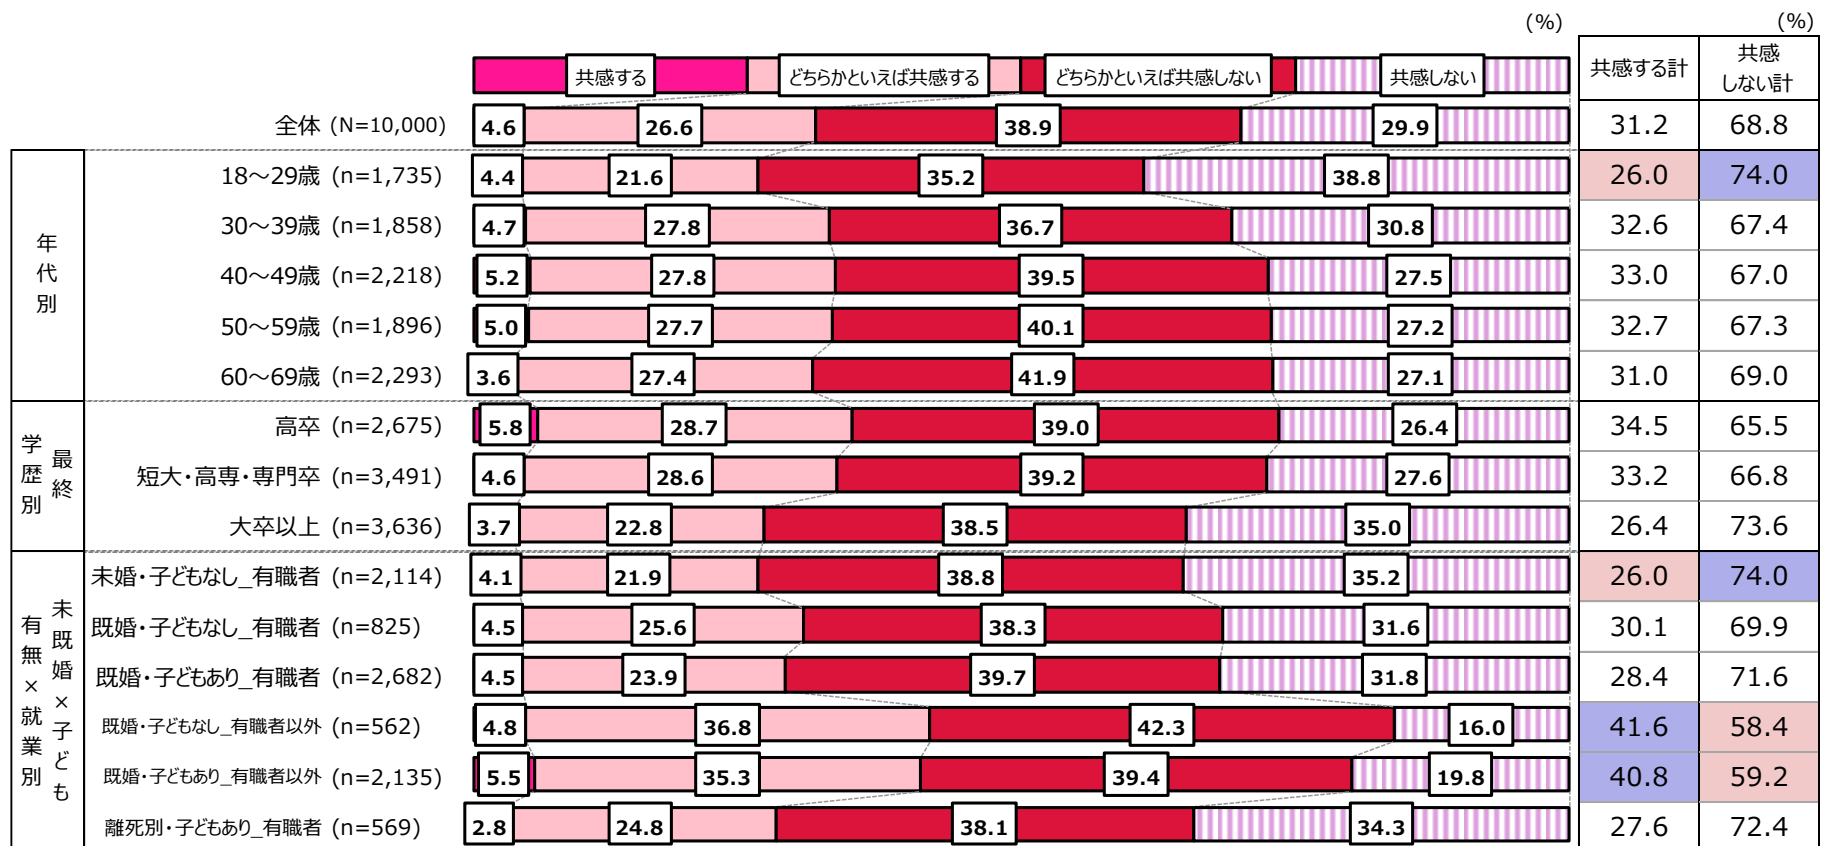 (%) (%)
共感する どちらかといえば共感する どちらかといえば共感しない 共感しない 共感する計 共感
しない計
全体 (N=10,000) 4.6 26.6 38.9 29.9 31.2 68.8
年代別
18～29歳 (n=1,735) 4.4 21.6 35.2 38.8 26.0 74.0
30～39歳 (n=1,858) 4.7 27.8 36.7 30.8 32.6 67.4
40～49歳 (n=2,218) 5.2 27.8 39.5 27.5 33.0 67.0
50～59歳 (n=1,896) 5.0 27.7 40.1 27.2 32.7 67.3
60～69歳 (n=2,293) 3.6 27.4 41.9 27.1 31.0 69.0
最終
学歴別
高卒 (n=2,675) 5.8 28.7 39.0 26.4 34.5 65.5
短大・高専・専門卒 (n=3,491) 4.6 28.6 39.2 27.6 33.2 66.8
大卒以上 (n=3,636) 3.7 22.8 38.5 35.0 26.4 73.6
未既婚×子ども
有無×就業別
未婚・子どもなし_有職者 (n=2,114) 4.1 21.9 38.8 35.2 26.0 74.0
既婚・子どもなし_有職者 (n=825) 4.5 25.6 38.3 31.6 30.1 69.9
既婚・子どもあり_有職者 (n=2,682) 4.5 23.9 39.7 31.8 28.4 71.6
既婚・子どもなし_有職者以外 (n=562) 4.8 36.8 42.3 16.0 41.6 58.4
既婚・子どもあり_有職者以外 (n=2,135) 5.5 35.3 39.4 19.8 40.8 59.2
離死別・子どもあり_有職者 (n=569) 2.8 24.8 38.1 34.3 27.6 72.4